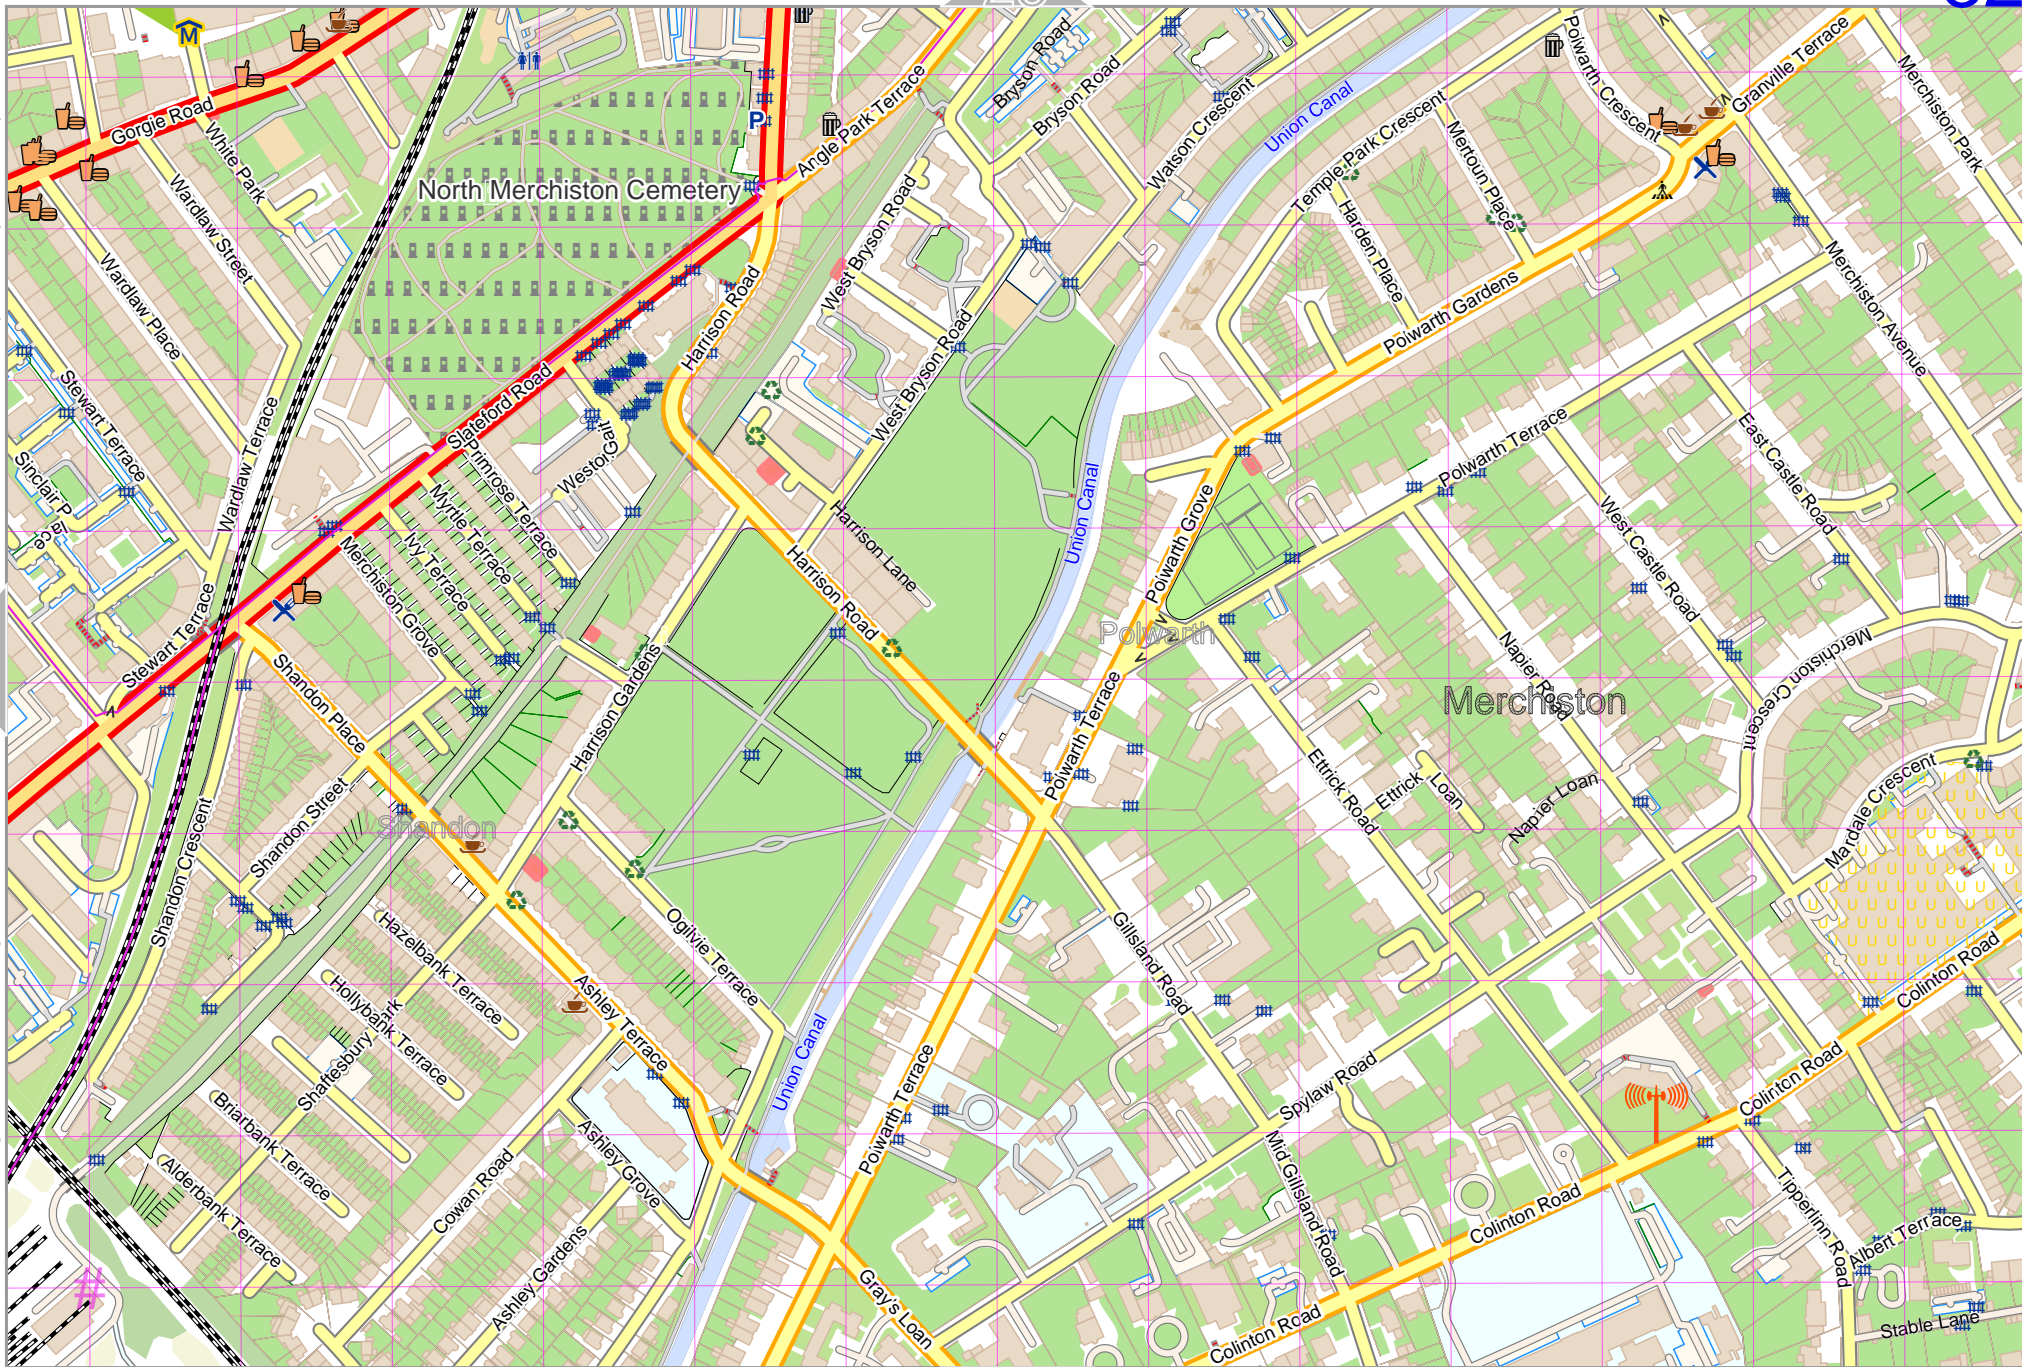 Gorgie Road
White Park
Wardlaw Street
Wardlaw Place
M
North Merchiston Cemetery
P
Angle Park Terrace
Bryson Road
Bryson Road
Watson Crescent
Union Canal
Polwarth Crescent
Granville Terrace
Merchiston Park
Temple Park Crescent
Mertoun Place
Harden Place
West Bryson Road
Harrison Road
Polwarth Gardens
Merchiston Avenue
Stewart Terrace
Sinclair Place
Wardlaw Terrace
Slateford Road
Primrose Terrace
Weston Gait
West Bryson Road
Union Canal
Polwarth Terrace
East Castle Road
West Castle Road
Polwarth Grove
Myrtle Terrace
Ivy Terrace
Merchiston Grove
Harrison Road
Harrison Lane
Stewart Terrace
Shandon Place
Harrison Gardens
Polwarth
Merchiston
Napier Road
Merchiston Crescent
Polwarth Terrace
Ettrick Road
Ettrick Loan
Napier Loan
Mardale Crescent
Shandon Crescent
Shandon Street
Shandon
Hazelbank Terrace
Hollybank Terrace
Shaftesbury Park
Ogilvie Terrace
Ashley Terrace
Gillsland Road
Colinton Road
Union Canal
Polwarth Terrace
Spylaw Road
Colinton Road
Briarbank Terrace
Alderbank Terrace
Cowan Road
Ashley Grove
Ashley Gardens
Mid Gillsland Road
Colinton Road
Tipperlinn Road
Albert Terrace
Gray's Loan
Colinton Road
Stable Lane
#